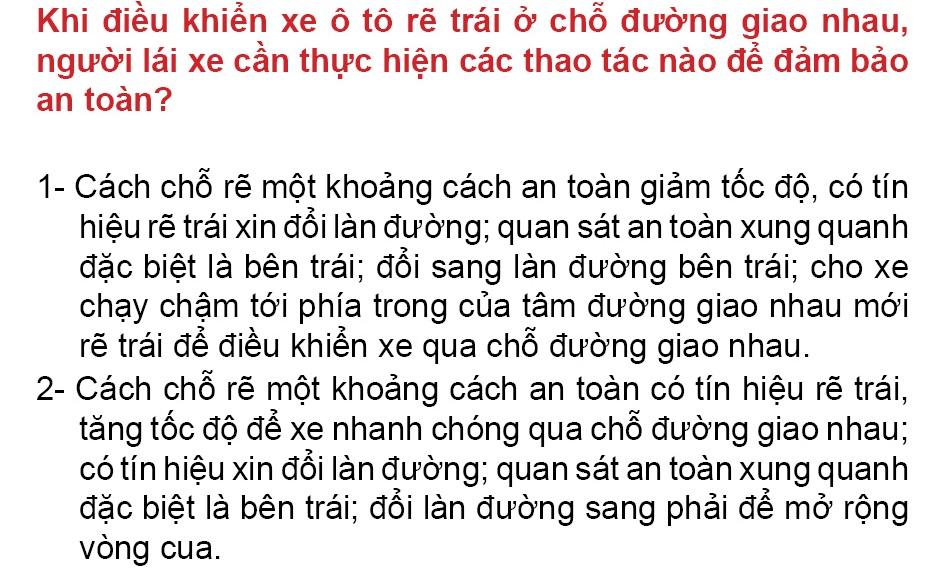 Khi điều khiển xe ô tô rẽ trái ở chỗ đường giao nhau,
người lái xe cần thực hiện các thao tác nào để đảm bảo
an toàn?
1- Cách chỗ rẽ một khoảng cách an toàn giảm tốc độ, có tín
hiệu rẽ trái xin đổi làn đường; quan sát an toàn xung quanh
đặc biệt là bên trái; đổi sang làn đường bên trái; cho xe
chạy chậm tới phía trong của tâm đường giao nhau mới
rẽ trái để điều khiển xe qua chỗ đường giao nhau.
2- Cách chỗ rẽ một khoảng cách an toàn có tín hiệu rẽ trái,
tăng tốc độ để xe nhanh chóng qua chỗ đường giao nhau;
có tín hiệu xin đổi làn đường; quan sát an toàn xung quanh
đặc biệt là bên trái; đổi làn đường sang phải để mở rộng
vòng cua.